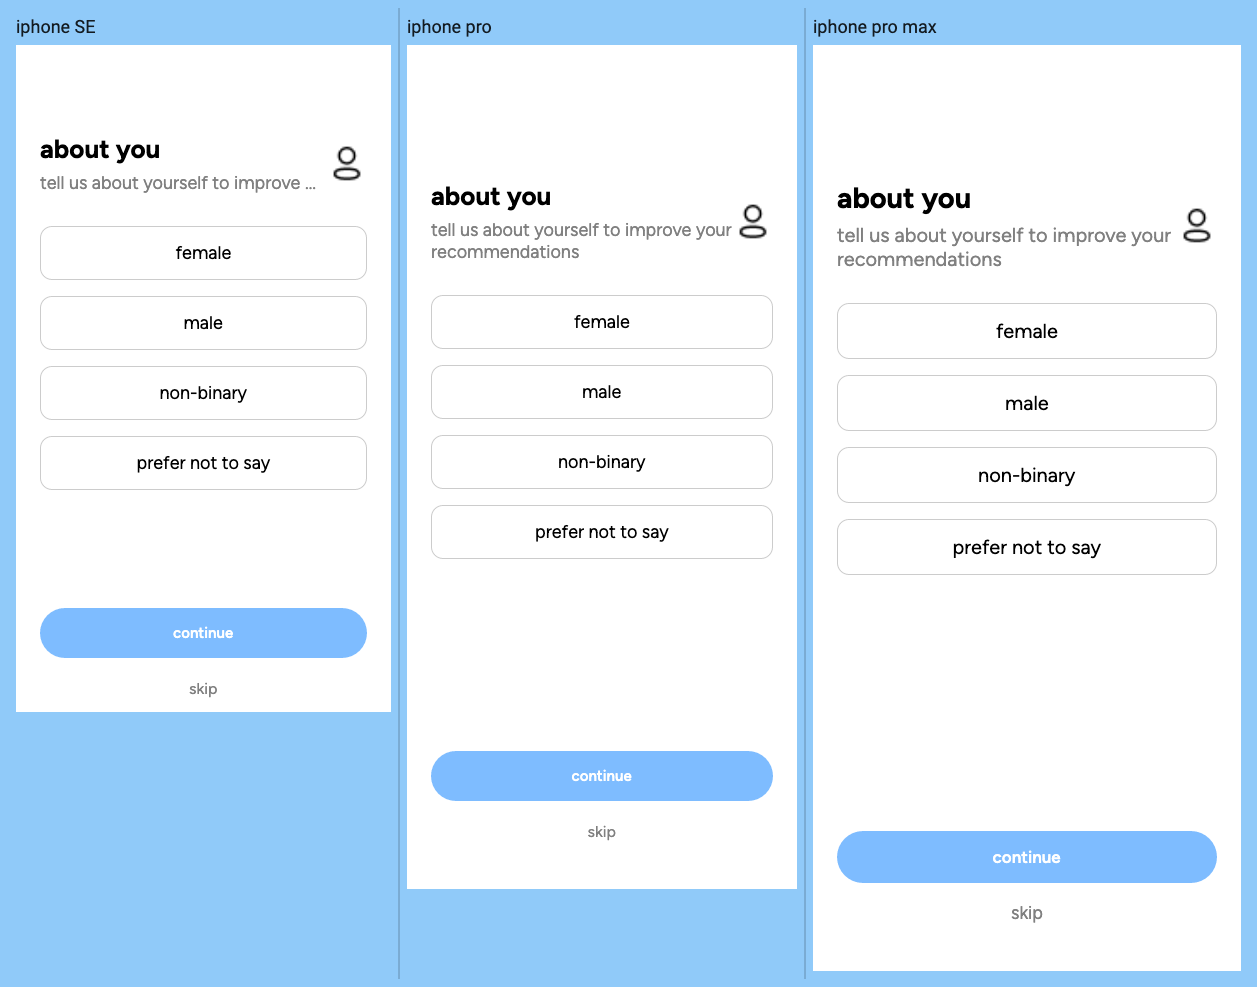 iphone SE
about you
tell us about yourself to improve ...
female
male
non-binary
prefer not to say
continue
skip
iphone pro
about you
tell us about yourself to improve your
recommendations
female
male
non-binary
prefer not to say
continue
skip
iphone pro max
about you
tell us about yourself to improve your
recommendations
female
male
non-binary
prefer not to say
continue
skip